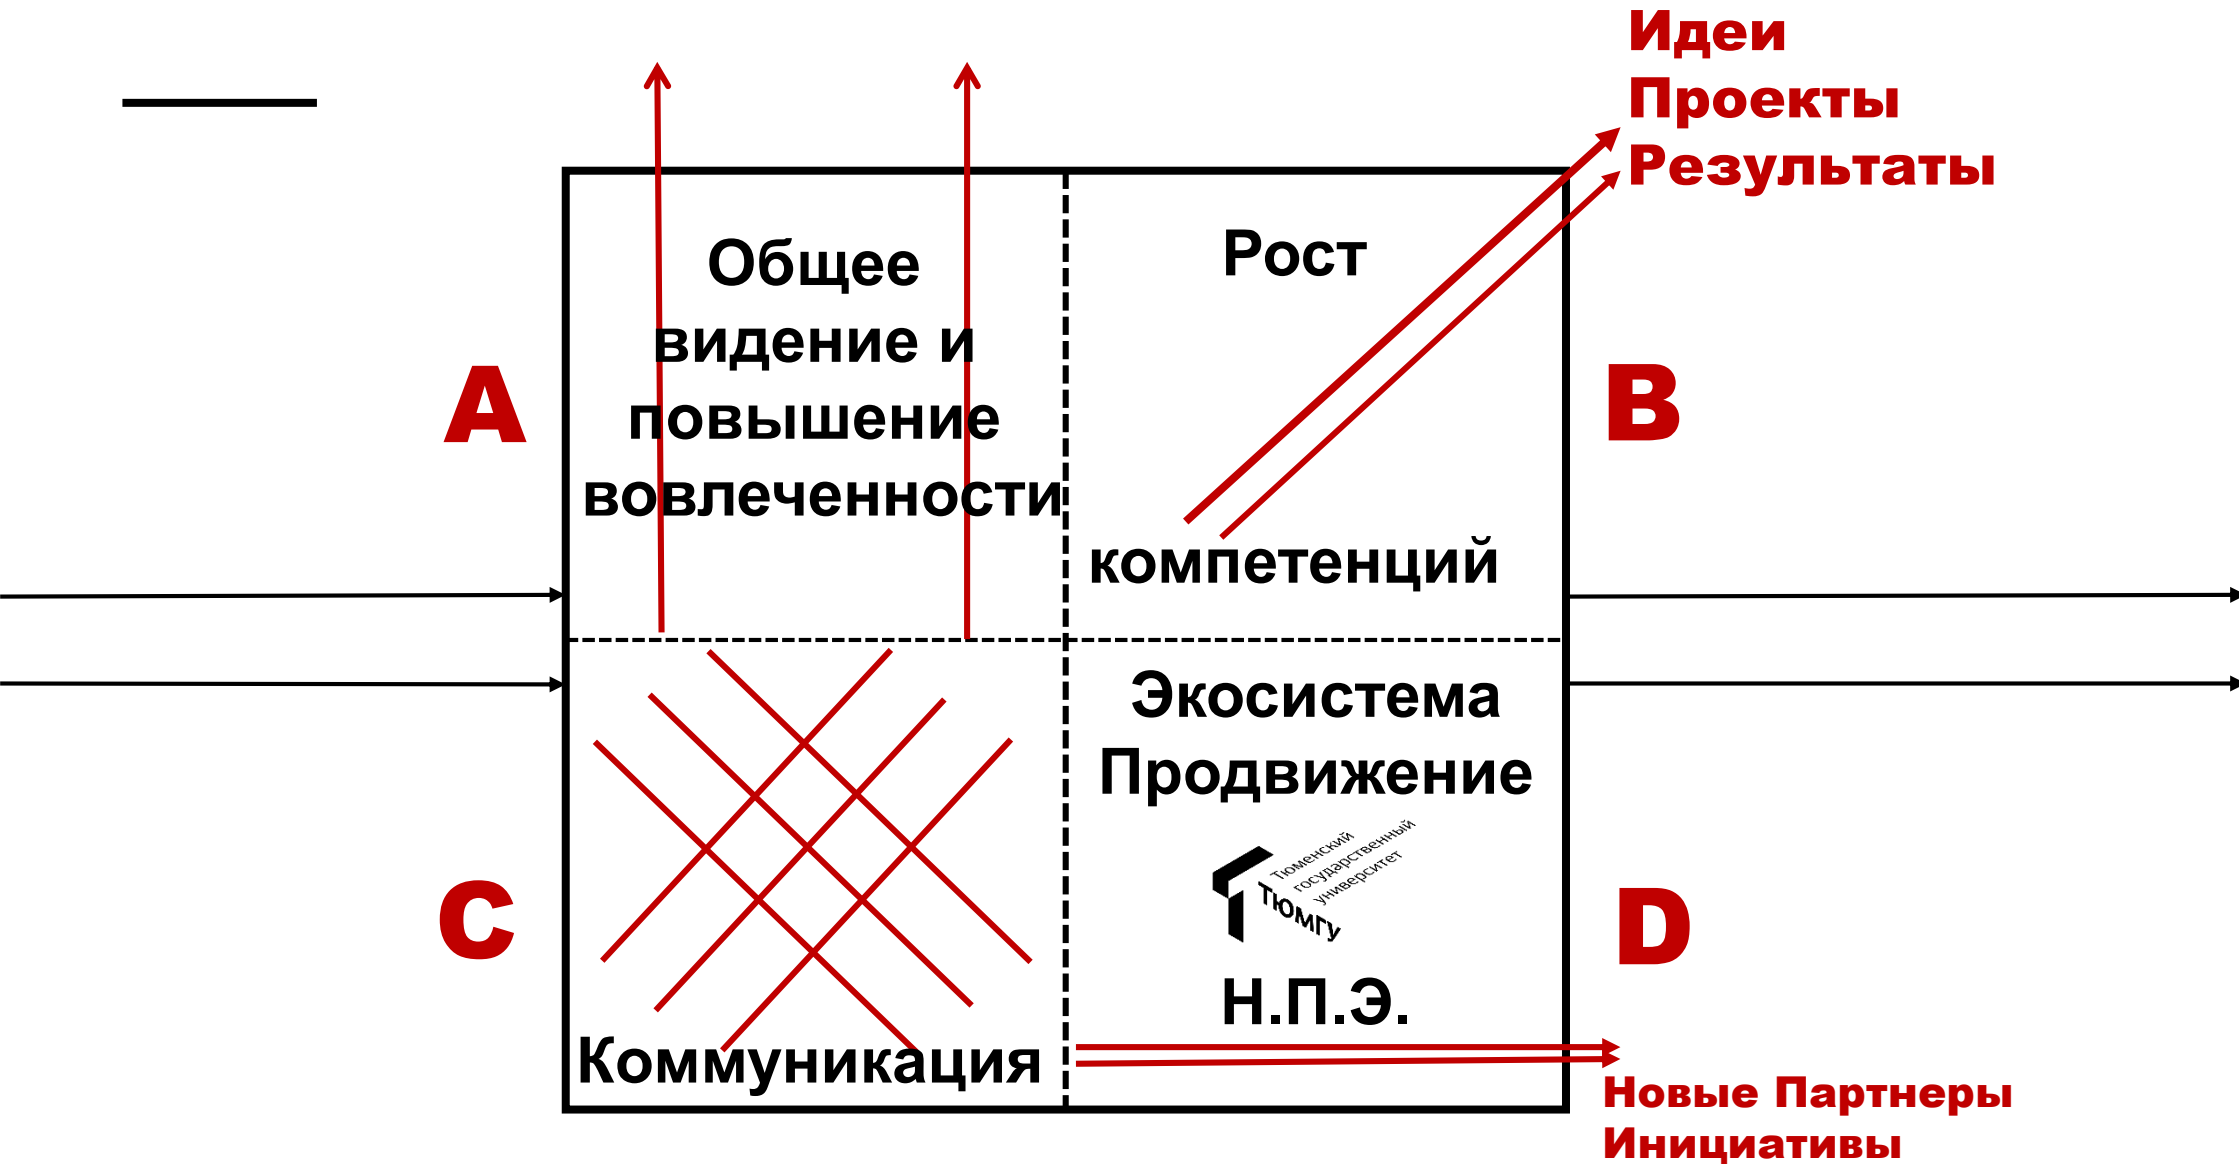 Идеи
Проекты
Результаты
A
Общее
видение и
повышение
вовлеченности
Рост
компетенций
B
C
Коммуникация
Экосистема
Продвижение
Тюменский
государственный
университет
ТЮМГУ
Н.П.Э.
D
Новые Партнеры
Инициативы